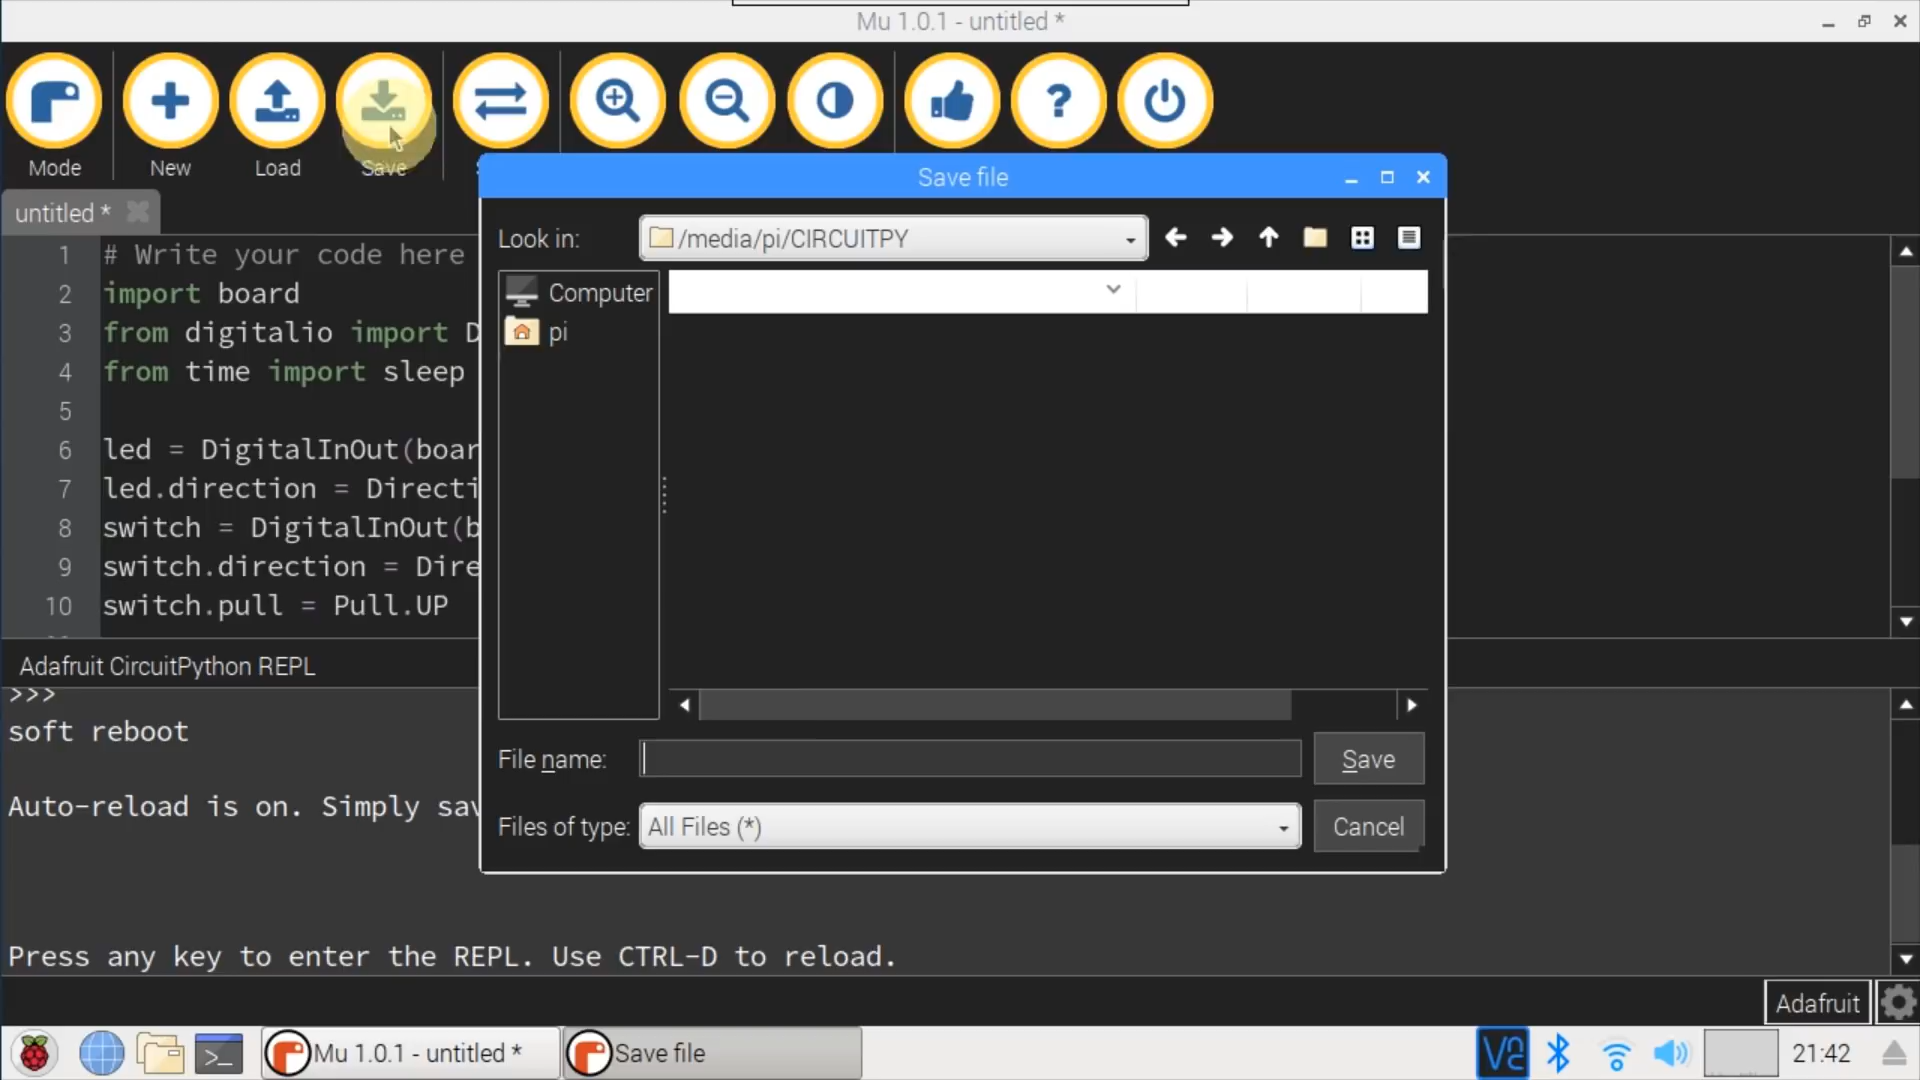 Mu 1.0.1 - untitled *
Mode
New
Load
Save
?
untitled *
1 # Write your code here
2 import board
3 from digitalio import D
4 from time import sleep
5
6 led = DigitalInOut(boar
7 led.direction = Directi
8 switch = DigitalInOut(b
9 switch.direction = Dire
10 switch.pull = Pull.UP
Save file
Look in:
/media/pi/CIRCUITPY
Computer
pi
File name:
Save
Files of type:
All Files (*)
Cancel
Adafruit CircuitPython REPL
>>>
soft reboot
Auto-reload is on. Simply sav
Press any key to enter the REPL. Use CTRL-D to reload.
Adafruit
Mu 1.0.1 - untitled *
Save file
21:42